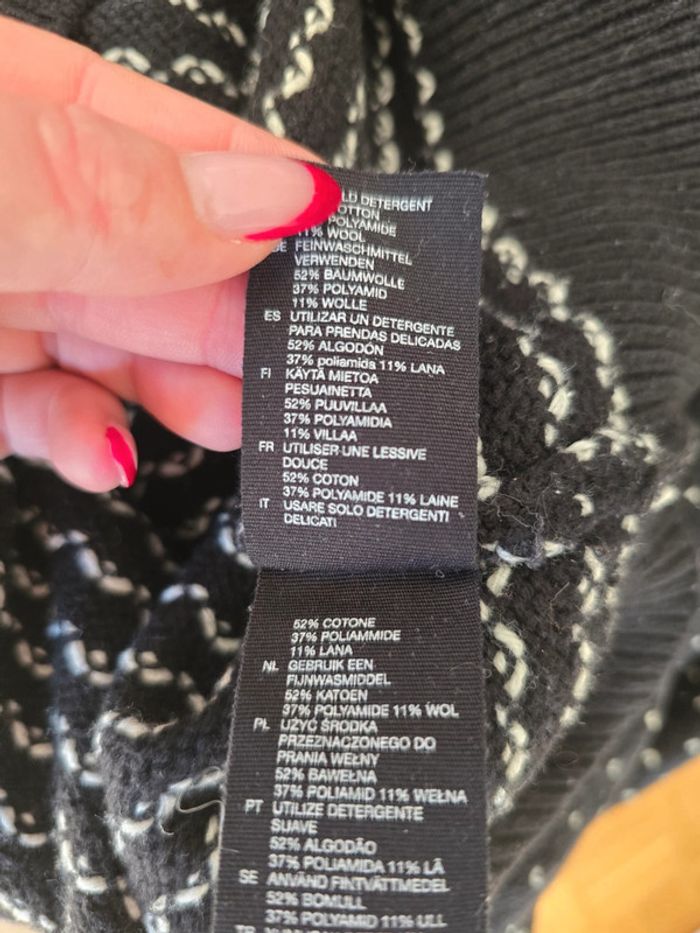 LD DETERGENT
OTTON
POLYAMIDE
11% WOOL
DE FEINWASCHMITTEL
VERWENDEN
52% BAUMWOLLE
37% POLYAMID
11% WOLLE
ES UTILIZAR UN DETERGENTE
PARA PRENDAS DELICADAS
52% ALGODÓN
37% poliamida 11% LANA
FI KÄYTÄ MIETOA
PESUAINETTA
52% PUUVILLAA
37% POLYAMIDIA
11% VILLAA
FR UTILISER UNE LESSIVE
DOUCE
52% COTON
37% POLYAMIDE 11% LAINE
IT USARE SOLO DETERGENTI
DELICATI
52% COTONE
37% POLIAMMIDE
11% LANA
NL GEBRUIK EEN
FIJNWASMIDDEL
52% KATOEN
37% POLYAMIDE 11% WOL
PL UŻYĆ ŚRODKA
PRZEZNACZONEGO DO
PRANIA WEŁNY
52% BAWEŁNA
37% POLIAMID 11% WEŁNA
PT UTILIZE DETERGENTE
SUAVE
52% ALGODÃO
37% POLIAMIDA 11% LÃ
SE ANVÄND FINTVÄTTMEDEL
52% BOMULL
37% POLYAMID 11% ULL
TR